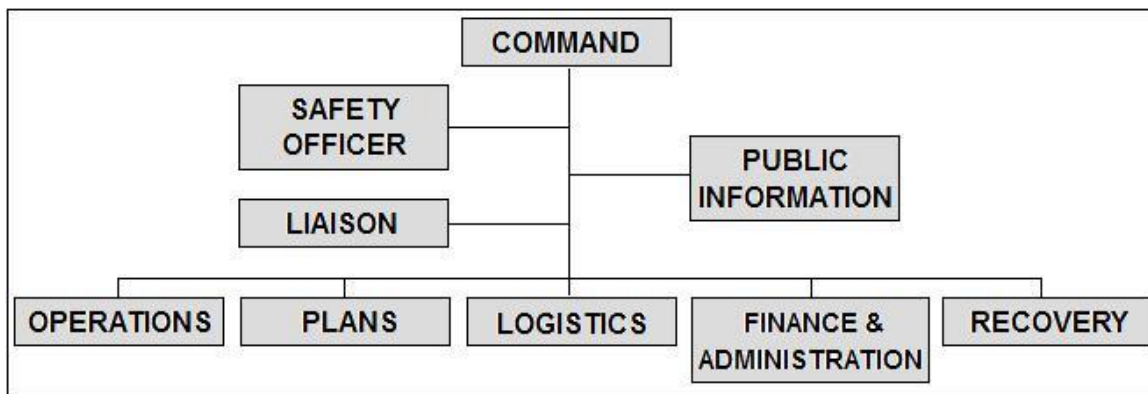 COMMAND
SAFETY
OFFICER
PUBLIC
INFORMATION
LIAISON
OPERATIONS
PLANS
LOGISTICS
FINANCE &
ADMINISTRATION
RECOVERY